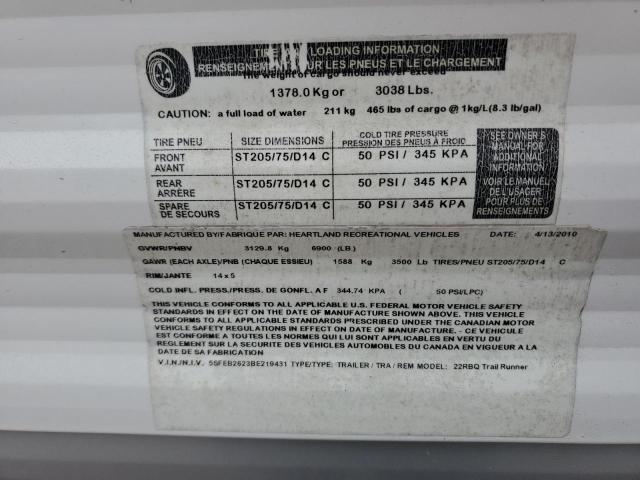 TIRE LOADING INFORMATION
RENSEIGNEMENT SUR LES PNEUS ET LE CHARGEMENT
The weight of cargo should never exceed
1378.0 Kg or 3038 Lbs.
CAUTION: a full load of water 211 kg 465 lbs of cargo @ 1kg/L(8.3 lb/gal)
TIRE PNEU SIZE DIMENSIONS COLD TIRE PRESSURE
PRESSION DES PNEUS À FROID
FRONT
AVANT
ST205/75/D14 C 50 PSI / 345 KPA
REAR
ARRÈRE
ST205/75/D14 C 50 PSI / 345 KPA
SPARE
DE SECOURS
ST205/75/D14 C 50 PSI / 345 KPA
SEE OWNER'S
MANUAL FOR
ADDITIONAL
INFORMATION
VOIR LE MANUEL
DE L'USAGER
POUR PLUS DE
RENSEIGNEMENTS
MANUFACTURED BY/FABRIQUE PAR: HEARTLAND RECREATIONAL VEHICLES DATE: 4/13/2010
GVWR/PNBV 3129.8 Kg 6900 (LB)
GAWR (EACH AXLE)/PNB (CHAQUE ESSIEU) 1588 Kg 3500 Lb TIRES/PNEU ST205/75/D14 C
RIM/JANTE 14 x 5
COLD INFL. PRESS/PRESS. DE GONFL. A F 344.74 KPA ( 50 PSI/LPC)
THIS VEHICLE CONFORMS TO ALL APPLICABLE U.S. FEDERAL MOTOR VEHICLE SAFETY
STANDARDS IN EFFECT ON THE DATE OF MANUFACTURE SHOWN ABOVE. THIS VEHICLE
CONFORMS TO ALL APPLICABLE STANDARDS PRESCRIBED UNDER THE CANADIAN MOTOR
VEHICLE SAFETY REGULATIONS IN EFFECT ON DATE OF MANUFACTURE. - CE VÉHICULE
EST CONFORME A TOUTES NORMES QUI LUI SONT APPLICABLES EN VERTU DU
REGLEMENT SUR LA SECURITE DES VEHICULES AUTOMOBILES DU CANADA EN VIGUEUR A LA
DATE DE SA FABRICATION
V.I.N./N.I.V. 5SFEB2623BE219431 TYPE/TYPE: TRAILER / TRA / REM MODEL: 22RBQ Trail Runner